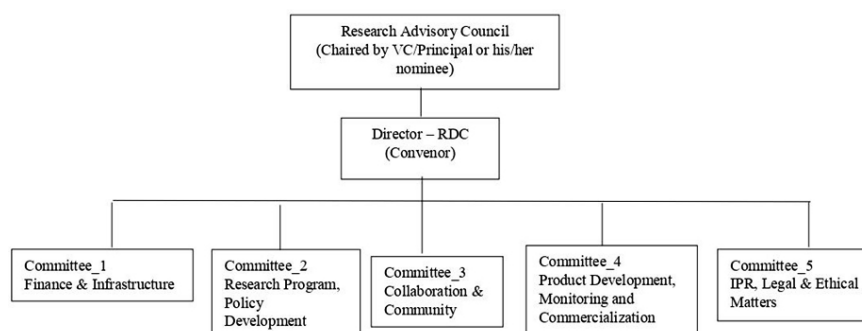 Research Advisory Council
(Chaired by VC/Principal or his/her
nominee)
Director – RDC
(Convenor)
Committee_1
Finance & Infrastructure
Committee_2
Research Program,
Policy
Development
Committee_3
Collaboration &
Community
Committee_4
Product Development,
Monitoring and
Commercialization
Committee_5
IPR, Legal & Ethical
Matters